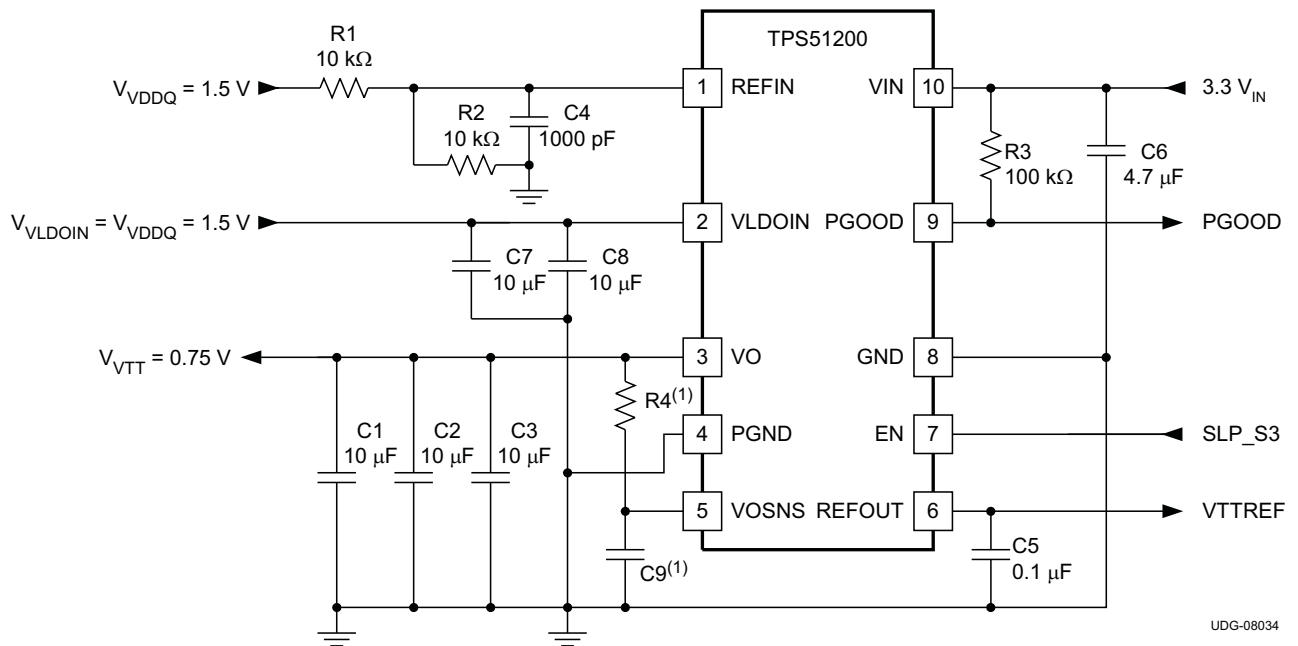 TPS51200
R1
10 kΩ
V_VDDQ = 1.5 V
1 REFIN
VIN 10
3.3 V_IN
R2
10 kΩ
C4
1000 pF
R3
100 kΩ
C6
4.7 μF
V_VLDOIN = V_VDDQ = 1.5 V
2 VLDOIN
PGOOD 9
PGOOD
C7
10 μF
C8
10 μF
V_VTT = 0.75 V
3 VO
GND 8
R4(1)
C1
10 μF
C2
10 μF
C3
10 μF
4 PGND
EN 7
SLP_S3
5 VOSNS
REFOUT 6
VTTREF
C9(1)
C5
0.1 μF
UDG-08034